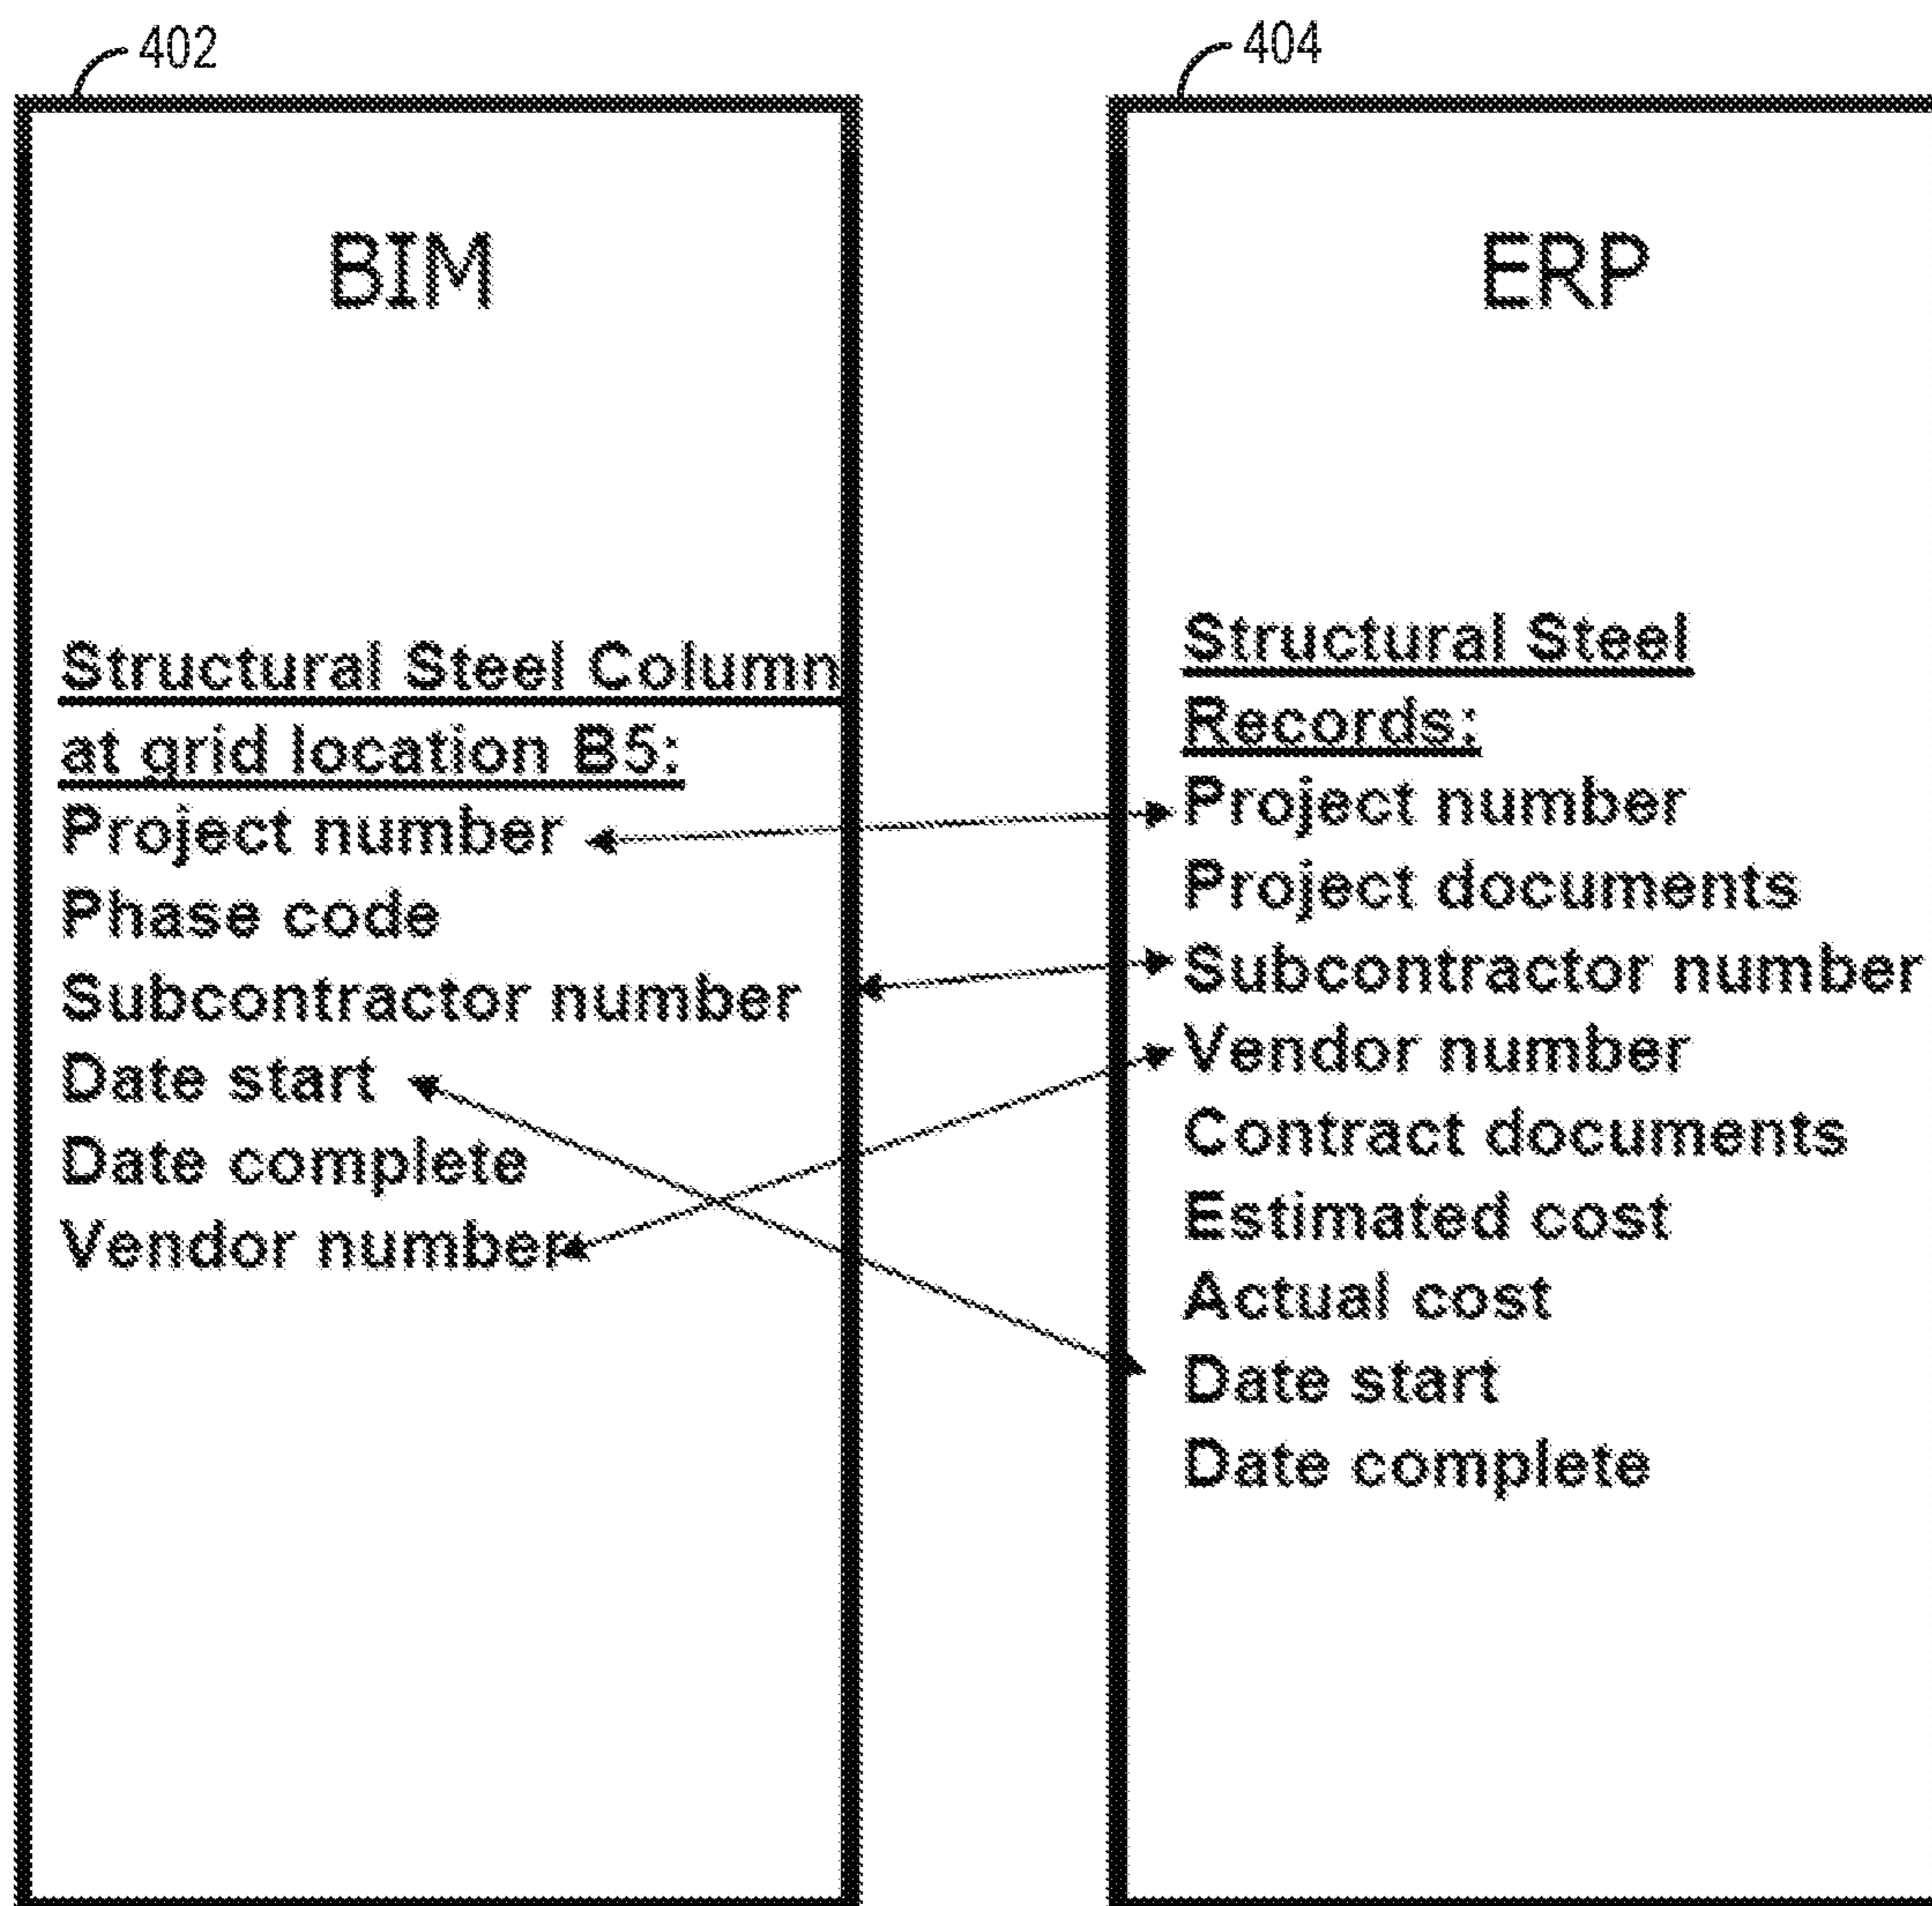 402
BIM
Structural Steel Column
at grid location B5:
Project number
Phase code
Subcontractor number
Date start
Date complete
Vendor number
404
ERP
Structural Steel
Records:
Project number
Project documents
Subcontractor number
Vendor number
Contract documents
Estimated cost
Actual cost
Date start
Date complete